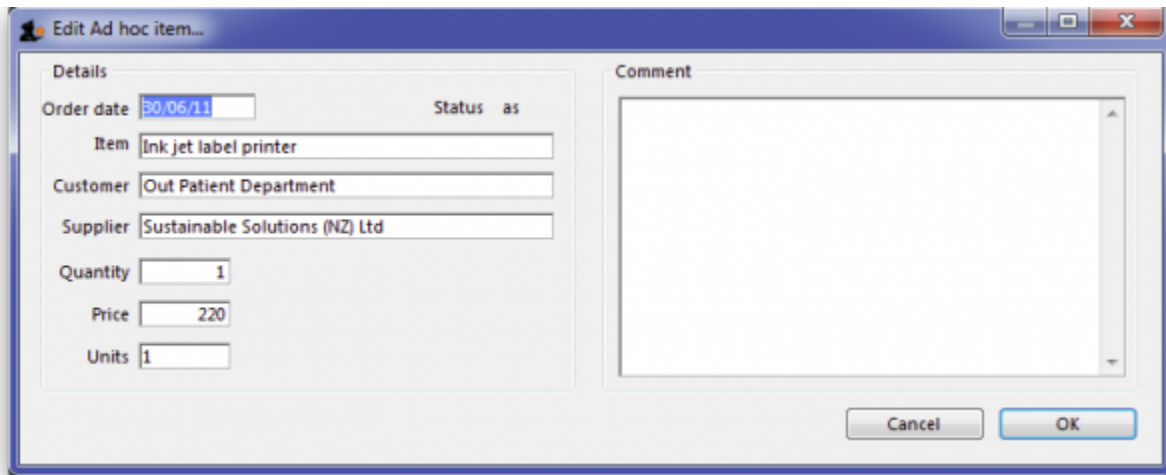 Edit Ad hoc item...
Details
Order date 30/06/11 Status as
Item Ink jet label printer
Customer Out Patient Department
Supplier Sustainable Solutions (NZ) Ltd
Quantity 1
Price 220
Units 1
Comment
Cancel OK